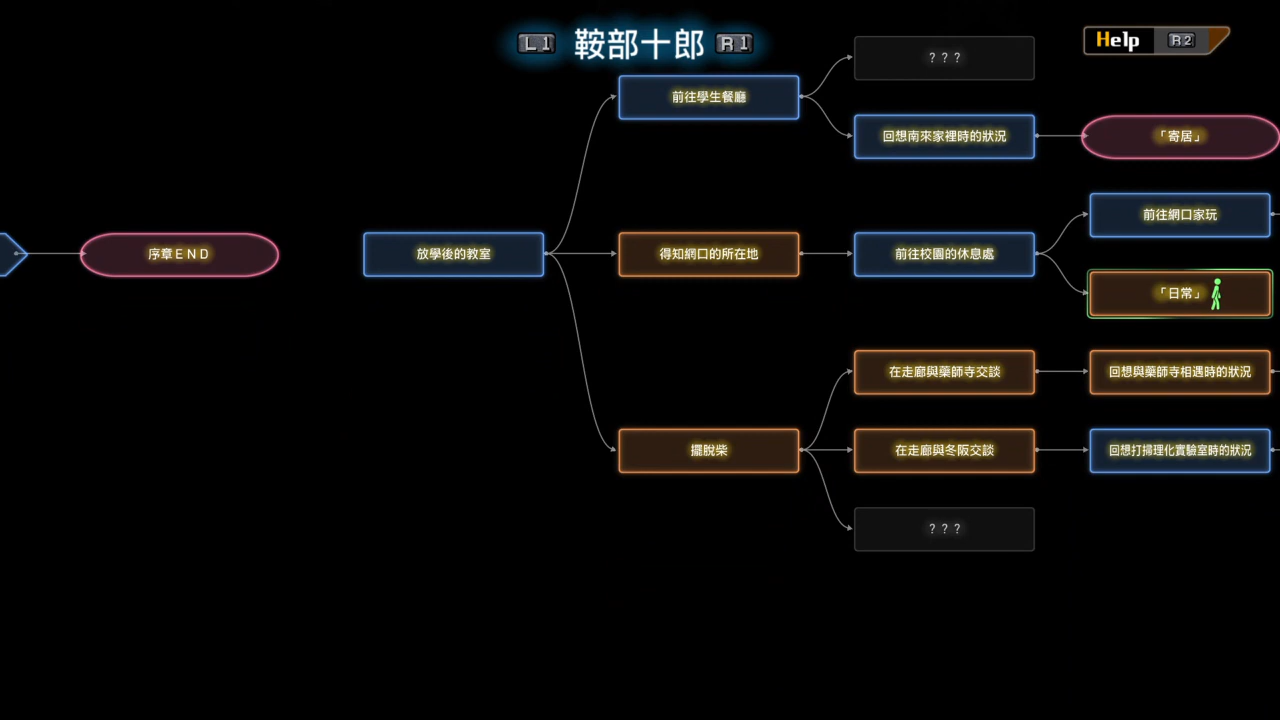 L1 鞍部十郎 R1
Help R2
？？？
前往學生餐廳
回想南來家裡時的狀況
「寄居」
前往網口家玩
序章ＥＮＤ
放學後的教室
得知網口的所在地
前往校園的休息處
「日常」
在走廊與藥師寺交談
回想與藥師寺相遇時的狀況
擺脫柴
在走廊與冬阪交談
回想打掃理化實驗室時的狀況
？？？